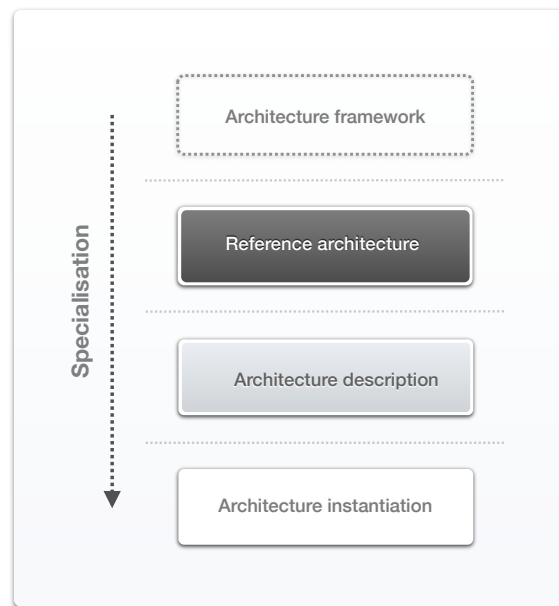 Architecture framework
Reference architecture
Specialisation
Architecture description
Architecture instantiation